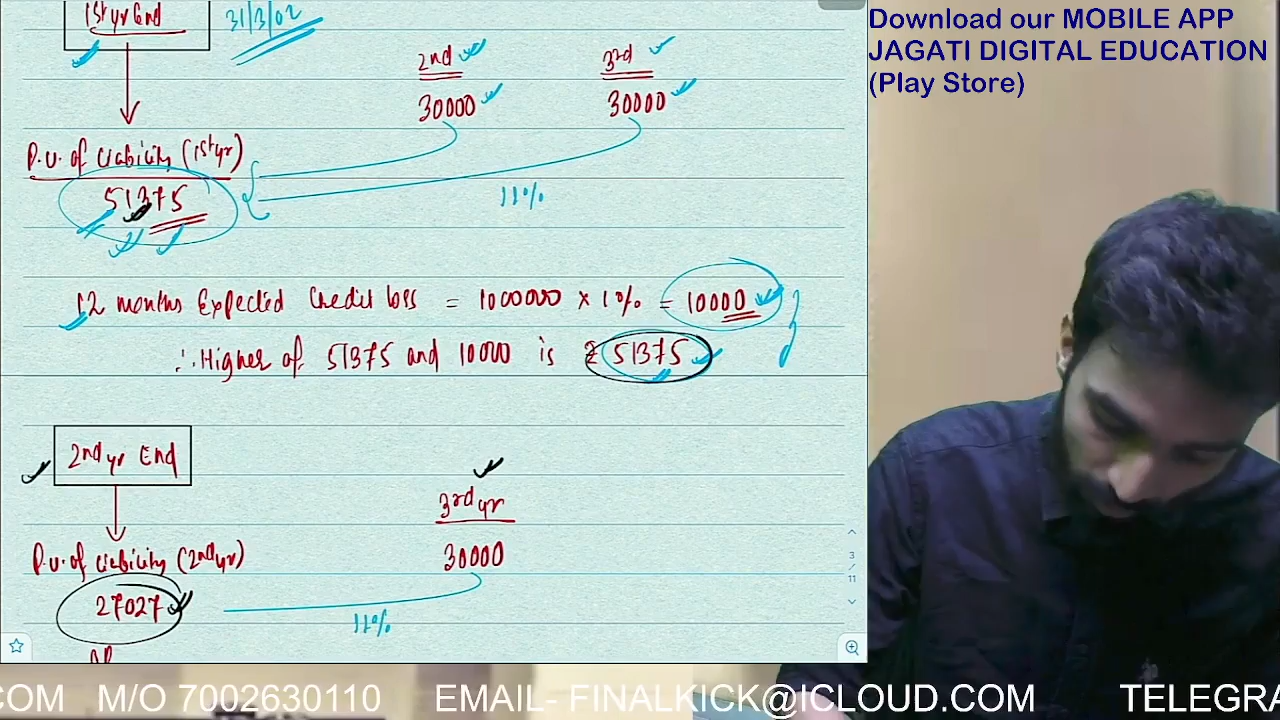 1st yr End
31/3/02
2nd 3rd
30000 30000
P.V. of Liability (1st yr)
51375
11%
12 months Expected Credit loss = 1000000 x 1% = 10000
∴ Higher of 51375 and 10000 is ₹ 51375
2nd yr End
3rd yr
30000
P.V. of Liability (2nd yr)
27027
11%
3
/
11
Download our MOBILE APP
JAGATI DIGITAL EDUCATION
(Play Store)
COM M/O 7002630110 EMAIL- FINALKICK@ICLOUD.COM TELEGRA